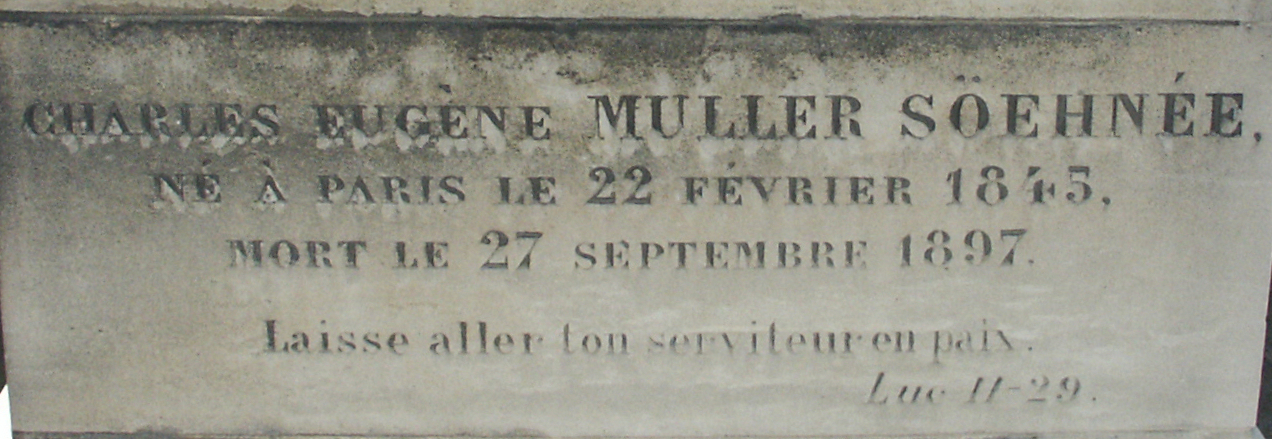 CHARLES EUGÈNE MULLER SÖEHNÉE,
NÉ À PARIS LE 22 FÉVRIER 1845,
MORT LE 27 SEPTEMBRE 1897.
Laisse aller ton serviteur en paix.
Luc II-29.